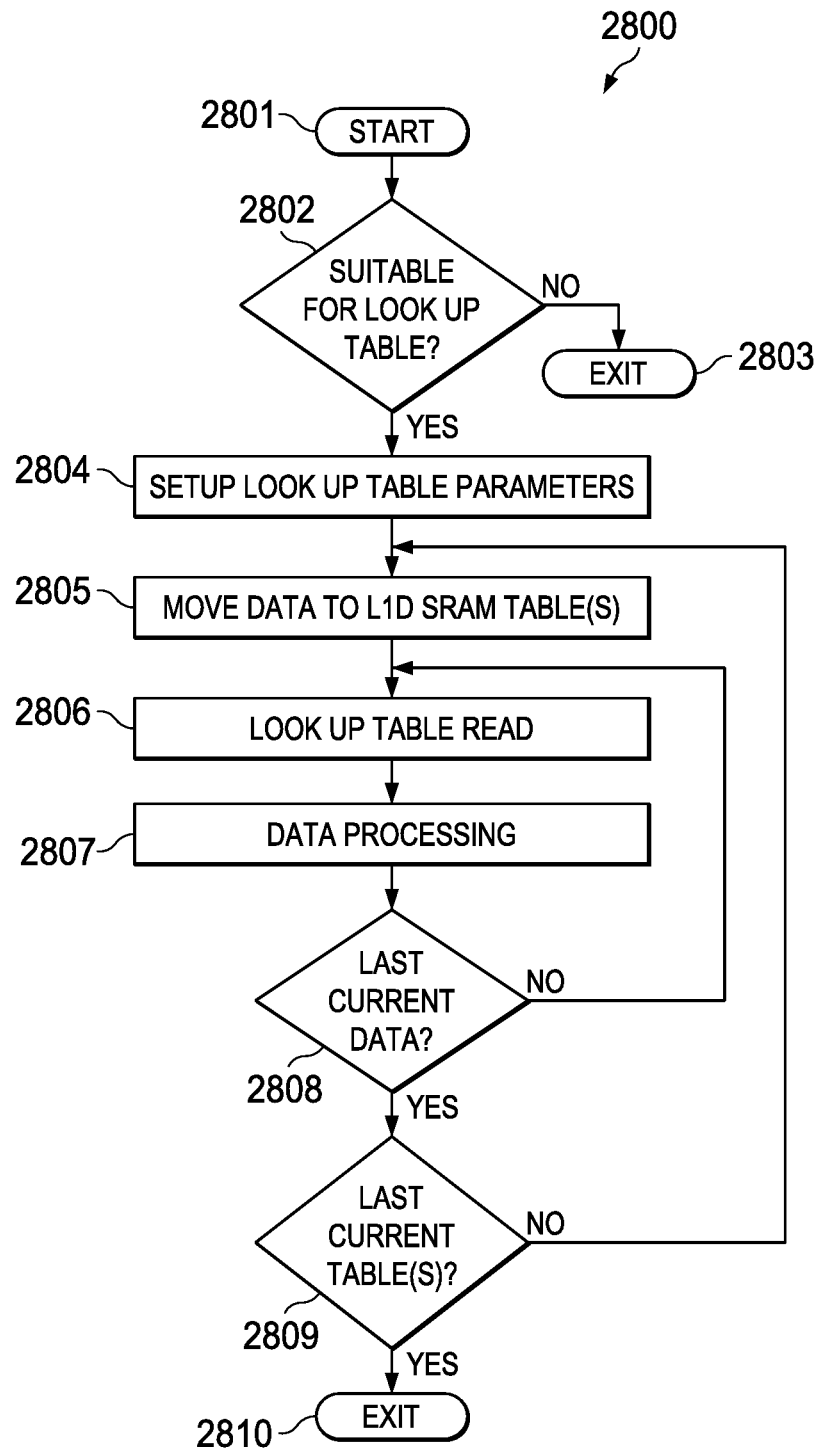 2800
2801
START
2802
SUITABLE
FOR LOOK UP
TABLE?
NO
EXIT
2803
YES
2804
SETUP LOOK UP TABLE PARAMETERS
2805
MOVE DATA TO L1D SRAM TABLE(S)
2806
LOOK UP TABLE READ
2807
DATA PROCESSING
LAST
CURRENT
DATA?
NO
2808
YES
LAST
CURRENT
TABLE(S)?
NO
2809
YES
2810
EXIT